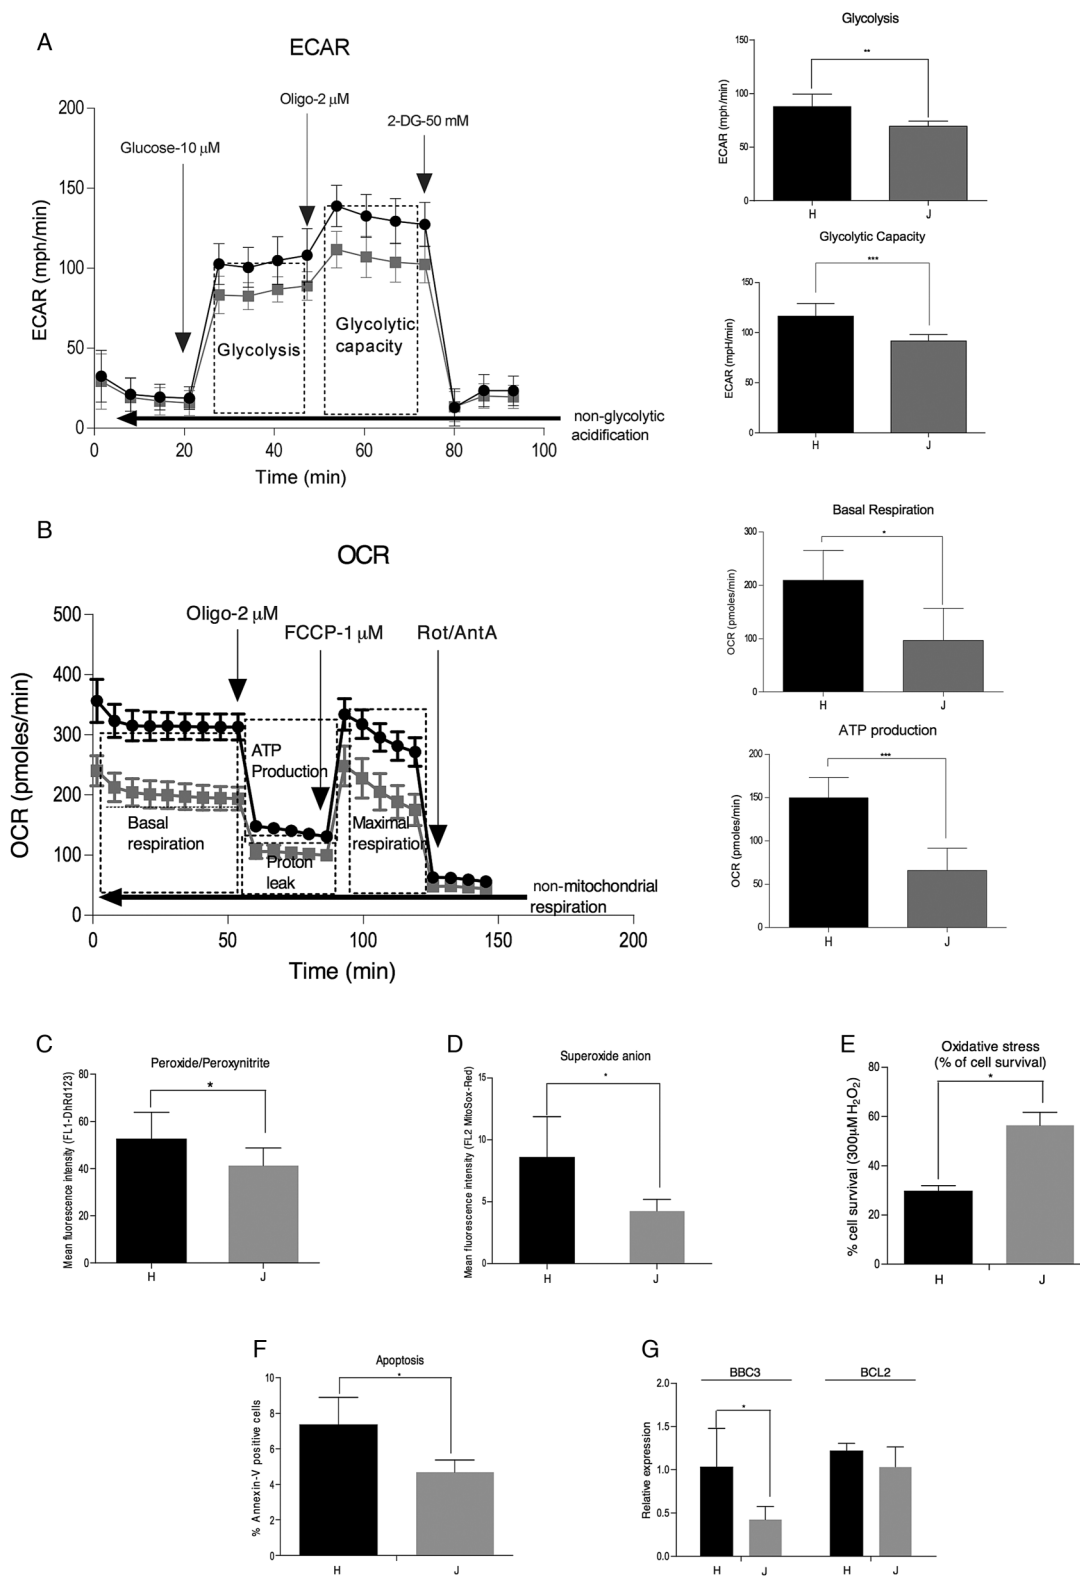 A
ECAR
Glucose-10 µM
Oligo-2 µM
2-DG-50 mM
ECAR (mph/min)
200
150
100
50
0
Glycolysis
Glycolytic
capacity
non-glycolytic
acidification
0
20
40
60
80
100
Time (min)
Glycolysis
ECAR (mph/min)
150
100
50
0
**
H
J
Glycolytic Capacity
ECAR (mpH/min)
150
100
50
0
***
H
J
B
OCR
Oligo-2 µM
FCCP-1 µM
Rot/AntA
OCR (pmoles/min)
500
400
300
200
100
0
ATP
Production
Basal
respiration
Proton
leak
Maximal
respiration
non-mitochondrial
respiration
0
50
100
150
200
Time (min)
Basal Respiration
OCR (pmoles/min)
300
200
100
0
*
H
J
ATP production
OCR (pmoles/min)
200
150
100
50
0
***
H
J
C
Peroxide/Peroxynitrite
Mean fluorescence intensity (FL1-DhRd123)
80
60
40
20
0
*
H
J
D
Superoxide anion
Mean fluorescence intensity (FL2 MitoSox-Red)
15
10
5
0
*
H
J
E
Oxidative stress
(% of cell survival)
% cell survival (300µM H₂O₂)
80
60
40
20
0
*
H
J
F
Apoptosis
% Annexin-V positive cells
10
8
6
4
2
0
*
H
J
G
BBC3
BCL2
Relative expression
2.0
1.5
1.0
0.5
0.0
*
H
J
H
J